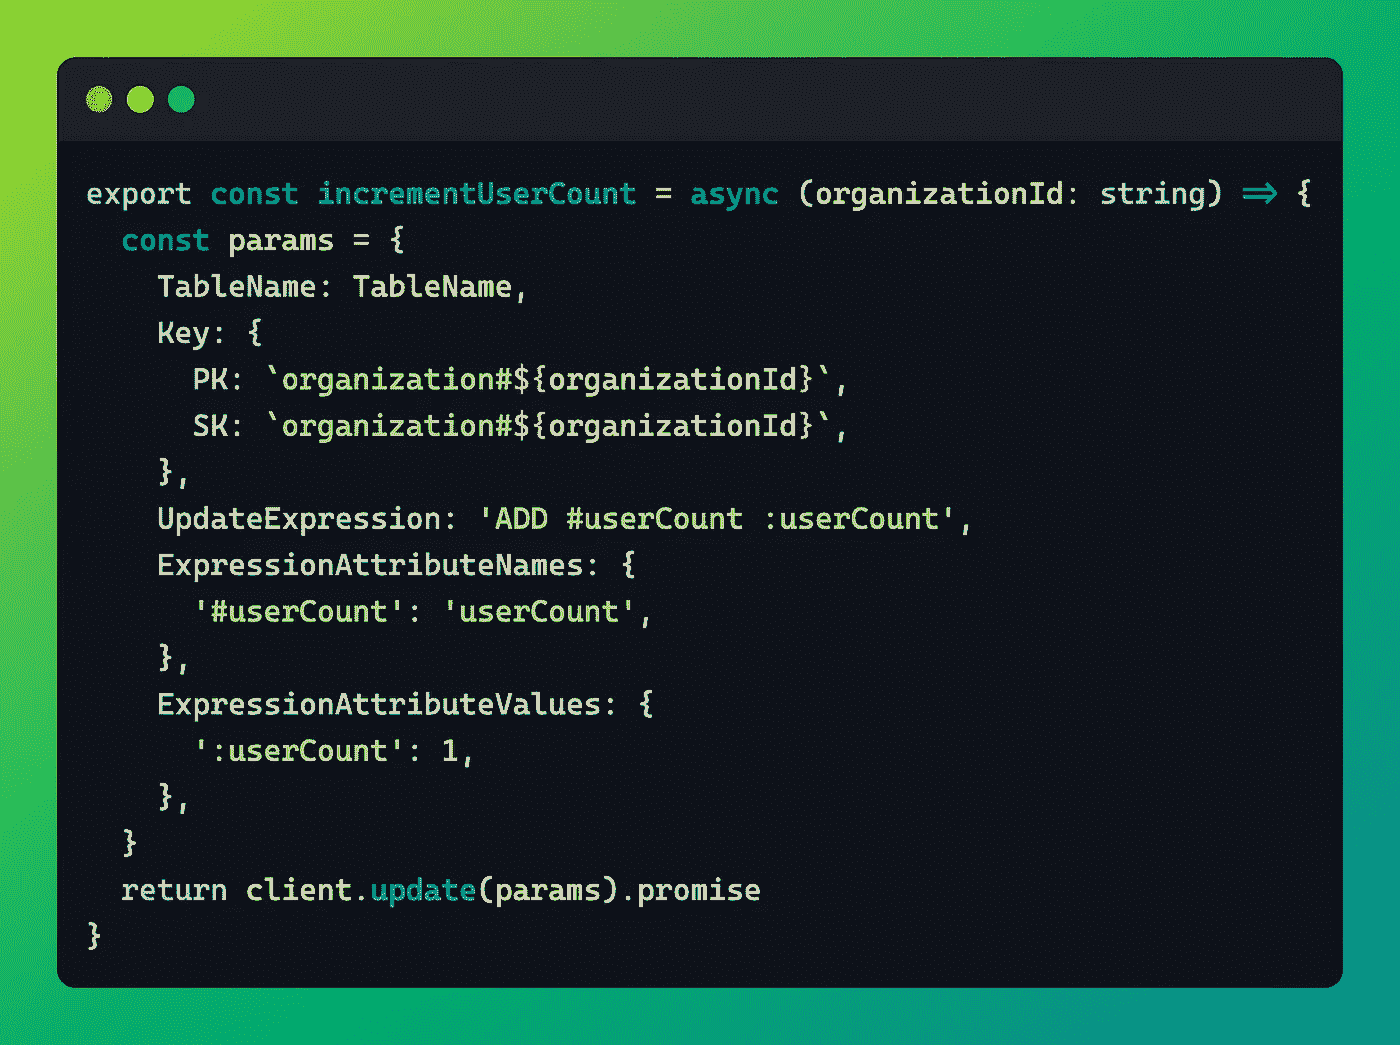 export const incrementUserCount = async (organizationId: string) => {
  const params = {
    TableName: TableName,
    Key: {
      PK: `organization#${organizationId}`,
      SK: `organization#${organizationId}`,
    },
    UpdateExpression: 'ADD #userCount :userCount',
    ExpressionAttributeNames: {
      '#userCount': 'userCount',
    },
    ExpressionAttributeValues: {
      ':userCount': 1,
    },
  }
  return client.update(params).promise
}